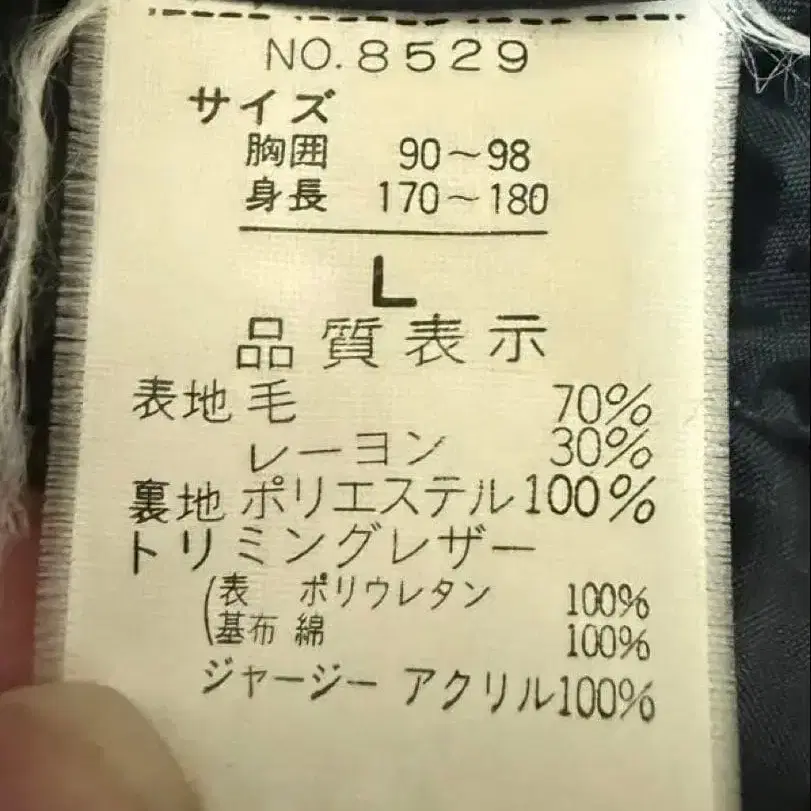 NO.8529
サイズ
胸囲 90～98
身長 170～180
L
品質表示
表地 毛 70%
レーヨン 30%
裏地 ポリエステル 100%
トリミングレザー
(表 ポリウレタン 100%
基布 綿 100%
ジャージー アクリル100%